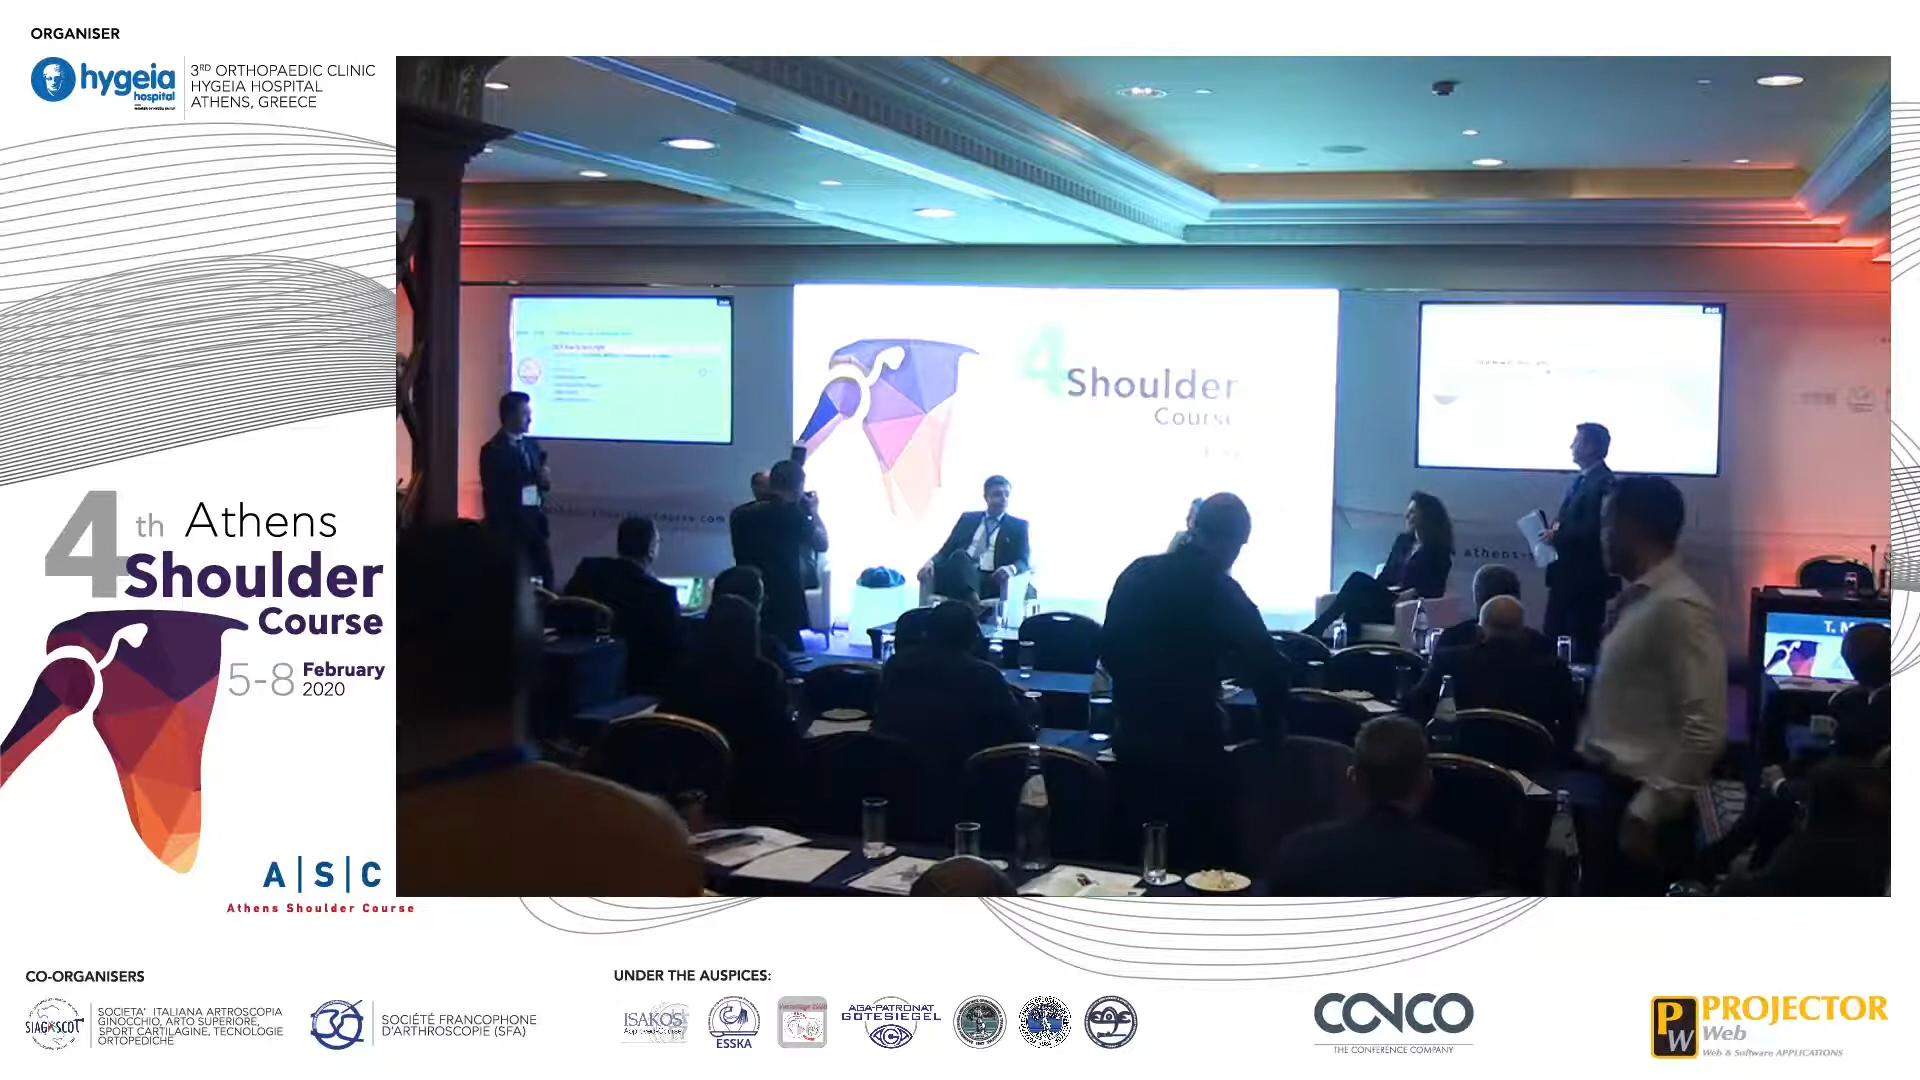 ORGANISER
hygeia
hospital
3RD ORTHOPAEDIC CLINIC
HYGEIA HOSPITAL
ATHENS, GREECE
4th Athens
Shoulder
Course
5-8 February
2020
A|S|C
Athens Shoulder Course
4
Shoulder
Course
athens-
T. M
CO-ORGANISERS
SIAGASCOT
SOCIETA' ITALIANA ARTROSCOPIA
GINOCCHIO, ARTO SUPERIORE,
SPORT CARTILAGINE, TECNOLOGIE
ORTOPEDICHE
SOCIÉTÉ FRANCOPHONE
D'ARTHROSCOPIE (SFA)
UNDER THE AUSPICES:
ISAKOS
ESSKA
AGA-PATRONAT
GÜTESIEGEL
CONCO
THE CONFERENCE COMPANY
PW
PROJECTOR
Web
Web & Software APPLICATIONS